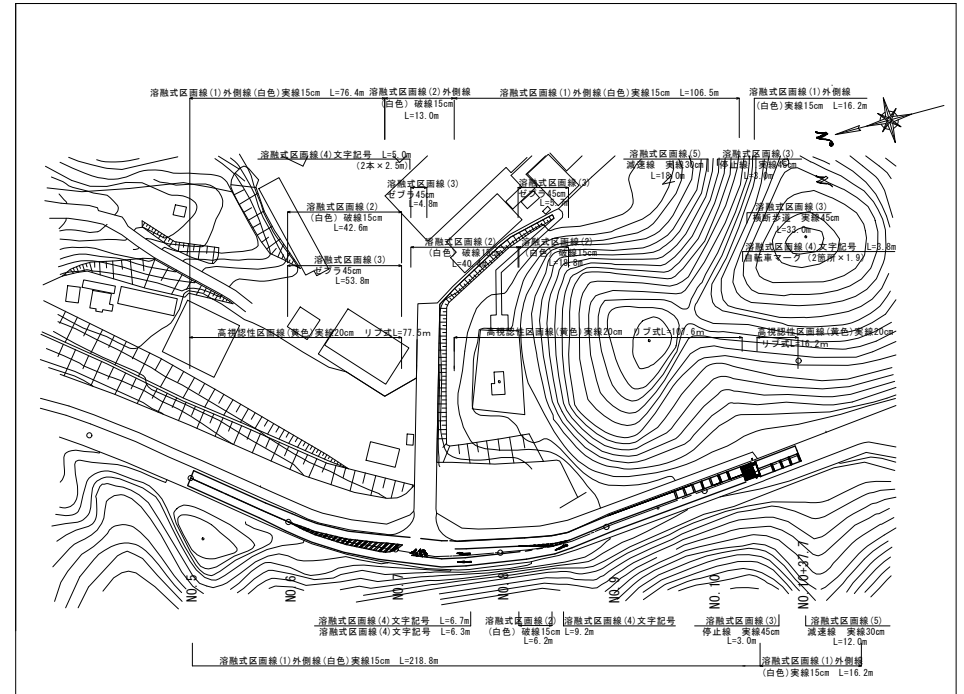 溶融式区画線(1)外側線(白色)実線15cm L=76.4m
溶融式区画線(2)外側線
(白色) 破線15cm
L=13.0m
溶融式区画線(1)外側線(白色)実線15cm L=106.5m
溶融式区画線(1)外側線
(白色)実線15cm L=16.2m
溶融式区画線(4)文字記号 L=5.0m
(2本×2.5m)
溶融式区画線(5)
減速線 実線30cm
L=18.0m
溶融式区画線(3)
停止線 実線45cm
L=3.0m
溶融式区画線(3)
ゼブラ45cm
L=4.8m
溶融式区画線(3)
ゼブラ45cm
溶融式区画線(2)
(白色) 破線15cm
L=42.6m
溶融式区画線(3)
横断歩道 実線45cm
L=33.0m
溶融式区画線(2)
(白色) 破線15cm
溶融式区画線(2)
(白色) 破線15cm
L=18.8m
溶融式区画線(4)文字記号 L=3.8m
自転車マーク (2箇所×1.9)
溶融式区画線(3)
ゼブラ45cm
L=53.8m
高視認性区画線(黄色)実線20cm リブ式L=77.5m
高視認性区画線(黄色)実線20cm リブ式L=107.6m
高視認性区画線(黄色)実線20cm
リブ式L=16.2m
NO.5
NO.6
NO.7
NO.8
NO.9
NO.10
NO.10+37.7
溶融式区画線(4)文字記号 L=6.7m
溶融式区画線(4)文字記号 L=6.3m
溶融式区画線(2)
(白色) 破線15cm
L=6.2m
溶融式区画線(4)文字記号
L=9.2m
溶融式区画線(3)
停止線 実線45cm
L=3.0m
溶融式区画線(5)
減速線 実線30cm
L=12.0m
溶融式区画線(1)外側線(白色)実線15cm L=218.8m
溶融式区画線(1)外側線
(白色)実線15cm L=16.2m